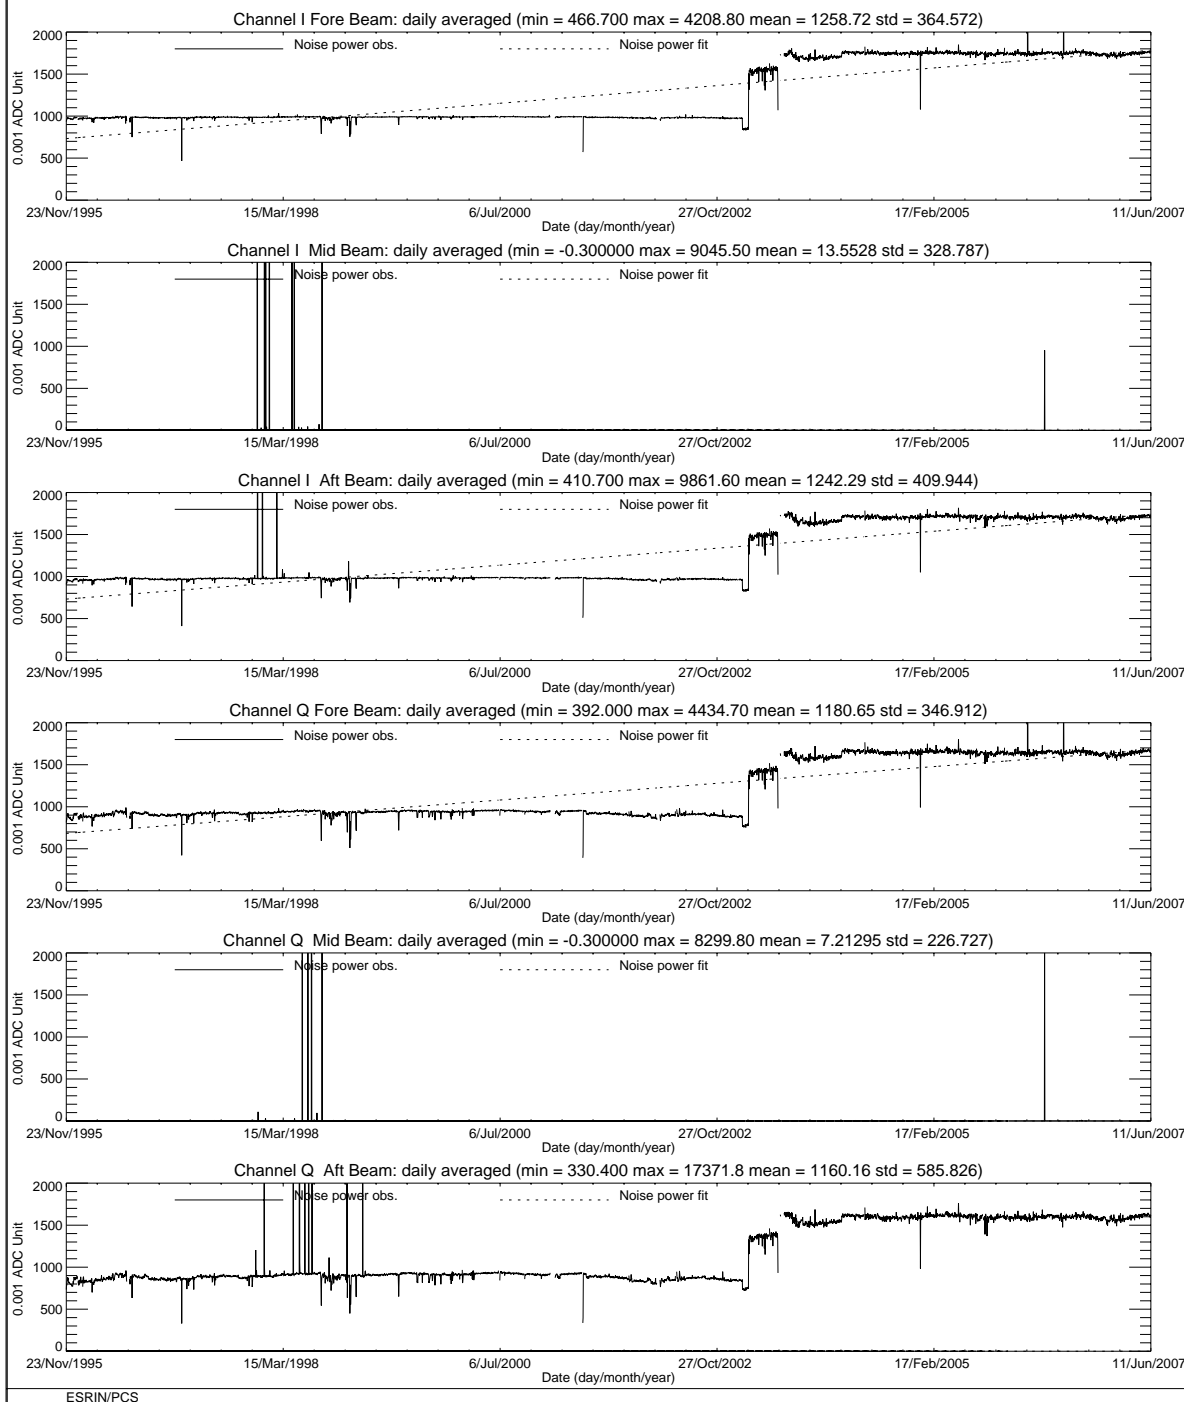 Channel I Fore Beam: daily averaged (min = 466.700 max = 4208.80 mean = 1258.72 std = 364.572)
Noise power obs.
Noise power fit
0.001 ADC Unit
2000
1500
1000
500
0
23/Nov/1995
15/Mar/1998
6/Jul/2000
27/Oct/2002
17/Feb/2005
11/Jun/2007
Date (day/month/year)
Channel I Mid Beam: daily averaged (min = -0.300000 max = 9045.50 mean = 13.5528 std = 328.787)
Noise power obs.
Noise power fit
0.001 ADC Unit
2000
1500
1000
500
0
23/Nov/1995
15/Mar/1998
6/Jul/2000
27/Oct/2002
17/Feb/2005
11/Jun/2007
Date (day/month/year)
Channel I Aft Beam: daily averaged (min = 410.700 max = 9861.60 mean = 1242.29 std = 409.944)
Noise power obs.
Noise power fit
0.001 ADC Unit
2000
1500
1000
500
0
23/Nov/1995
15/Mar/1998
6/Jul/2000
27/Oct/2002
17/Feb/2005
11/Jun/2007
Date (day/month/year)
Channel Q Fore Beam: daily averaged (min = 392.000 max = 4434.70 mean = 1180.65 std = 346.912)
Noise power obs.
Noise power fit
0.001 ADC Unit
2000
1500
1000
500
0
23/Nov/1995
15/Mar/1998
6/Jul/2000
27/Oct/2002
17/Feb/2005
11/Jun/2007
Date (day/month/year)
Channel Q Mid Beam: daily averaged (min = -0.300000 max = 8299.80 mean = 7.21295 std = 226.727)
Noise power obs.
Noise power fit
0.001 ADC Unit
2000
1500
1000
500
0
23/Nov/1995
15/Mar/1998
6/Jul/2000
27/Oct/2002
17/Feb/2005
11/Jun/2007
Date (day/month/year)
Channel Q Aft Beam: daily averaged (min = 330.400 max = 17371.8 mean = 1160.16 std = 585.826)
Noise power obs.
Noise power fit
0.001 ADC Unit
2000
1500
1000
500
0
23/Nov/1995
15/Mar/1998
6/Jul/2000
27/Oct/2002
17/Feb/2005
11/Jun/2007
Date (day/month/year)
ESRIN/PCS